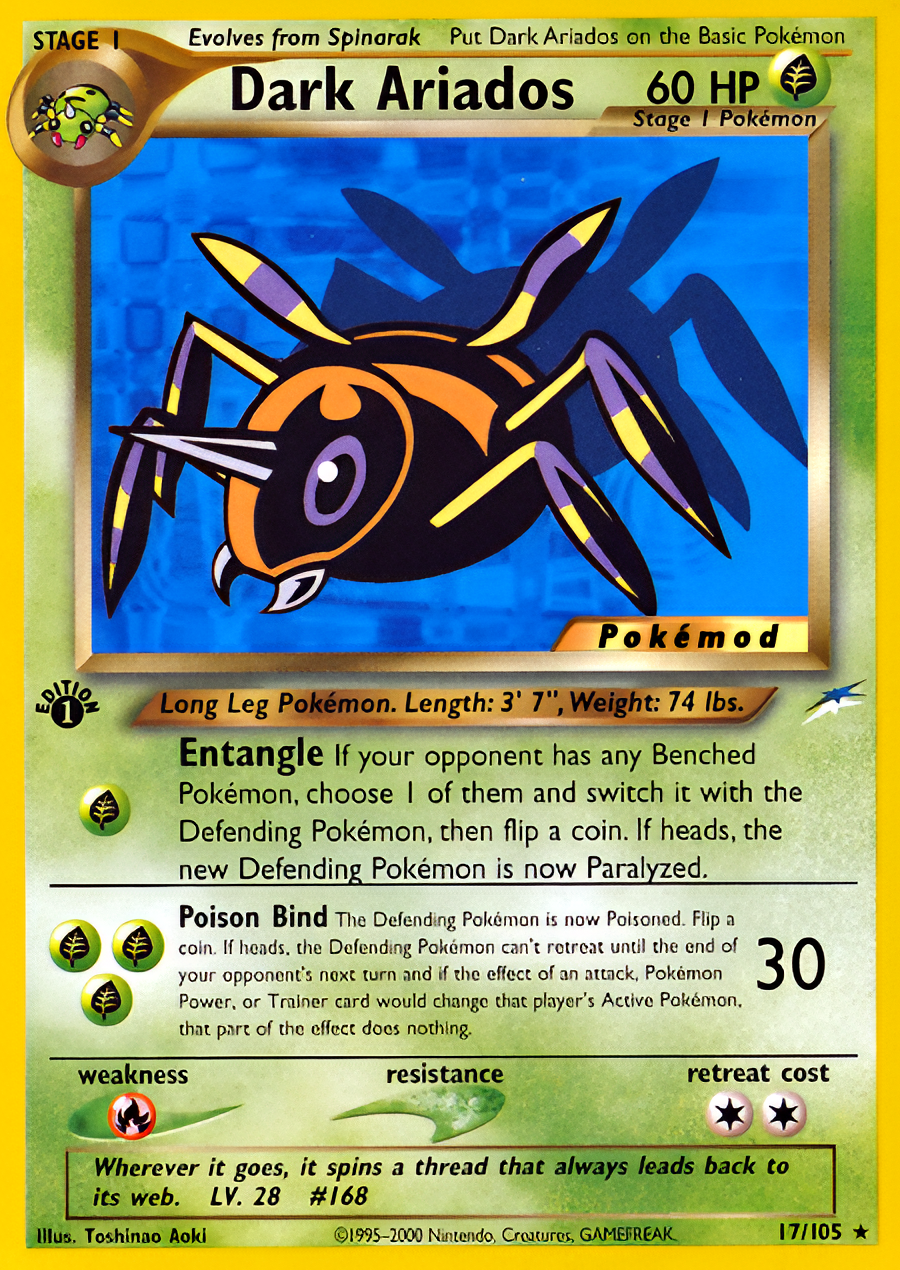 STAGE 1 Evolves from Spinarak Put Dark Ariados on the Basic Pokémon
Dark Ariados 60 HP
Stage 1 Pokémon
Pokémod
EDITION
1
Long Leg Pokémon. Length: 3' 7", Weight: 74 lbs.
Entangle If your opponent has any Benched
Pokémon, choose 1 of them and switch it with the
Defending Pokémon, then flip a coin. If heads, the
new Defending Pokémon is now Paralyzed.
Poison Bind The Defending Pokémon is now Poisoned. Flip a
coin. If heads, the Defending Pokémon can't retreat until the end of
your opponent's next turn and if the effect of an attack, Pokémon
Power, or Trainer card would change that player's Active Pokémon,
that part of the effect does nothing.
30
weakness resistance retreat cost
Wherever it goes, it spins a thread that always leads back to
its web. LV. 28 #168
Illus. Toshinao Aoki ©1995-2000 Nintendo, Creatures, GAMEFREAK 17/105 ★